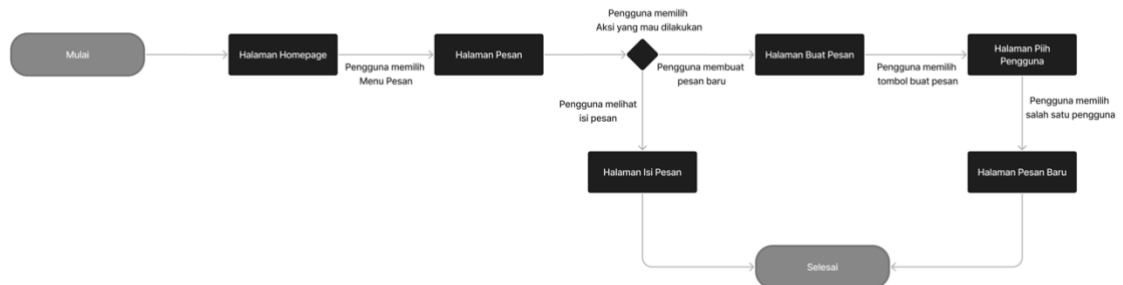 Pengguna memilih
Aksi yang mau dilakukan
Mulai
Halaman Homepage
Pengguna memilih
Menu Pesan
Halaman Pesan
Pengguna membuat
pesan baru
Halaman Buat Pesan
Pengguna memilih
tombol buat pesan
Halaman Piih
Pengguna
Pengguna melihat
isi pesan
Pengguna memilih
salah satu pengguna
Halaman Isi Pesan
Halaman Pesan Baru
Selesai